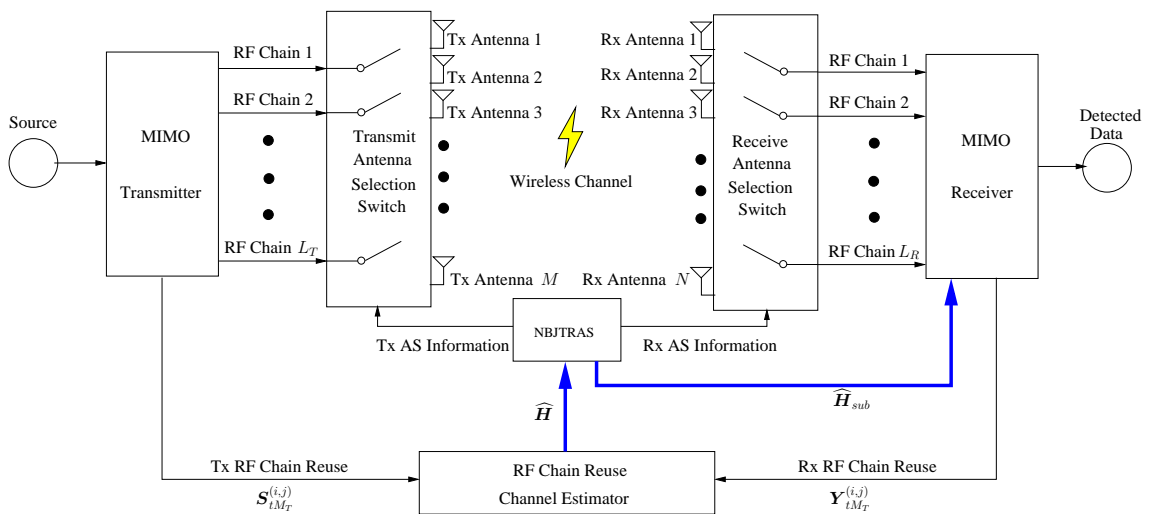 Source
MIMO
Transmitter
RF Chain 1
RF Chain 2
RF Chain L_T
Transmit
Antenna
Selection
Switch
Tx Antenna 1
Tx Antenna 2
Tx Antenna 3
Tx Antenna M
Wireless Channel
Rx Antenna 1
Rx Antenna 2
Rx Antenna 3
Rx Antenna N
Receive
Antenna
Selection
Switch
RF Chain 1
RF Chain 2
RF Chain L_R
MIMO
Receiver
Detected
Data
Tx AS Information
NBJTRAS
Rx AS Information
\widehat{H}
\widehat{H}_{sub}
Tx RF Chain Reuse
S_{tM_T}^{(i,j)}
RF Chain Reuse
Channel Estimator
Rx RF Chain Reuse
Y_{tM_T}^{(i,j)}